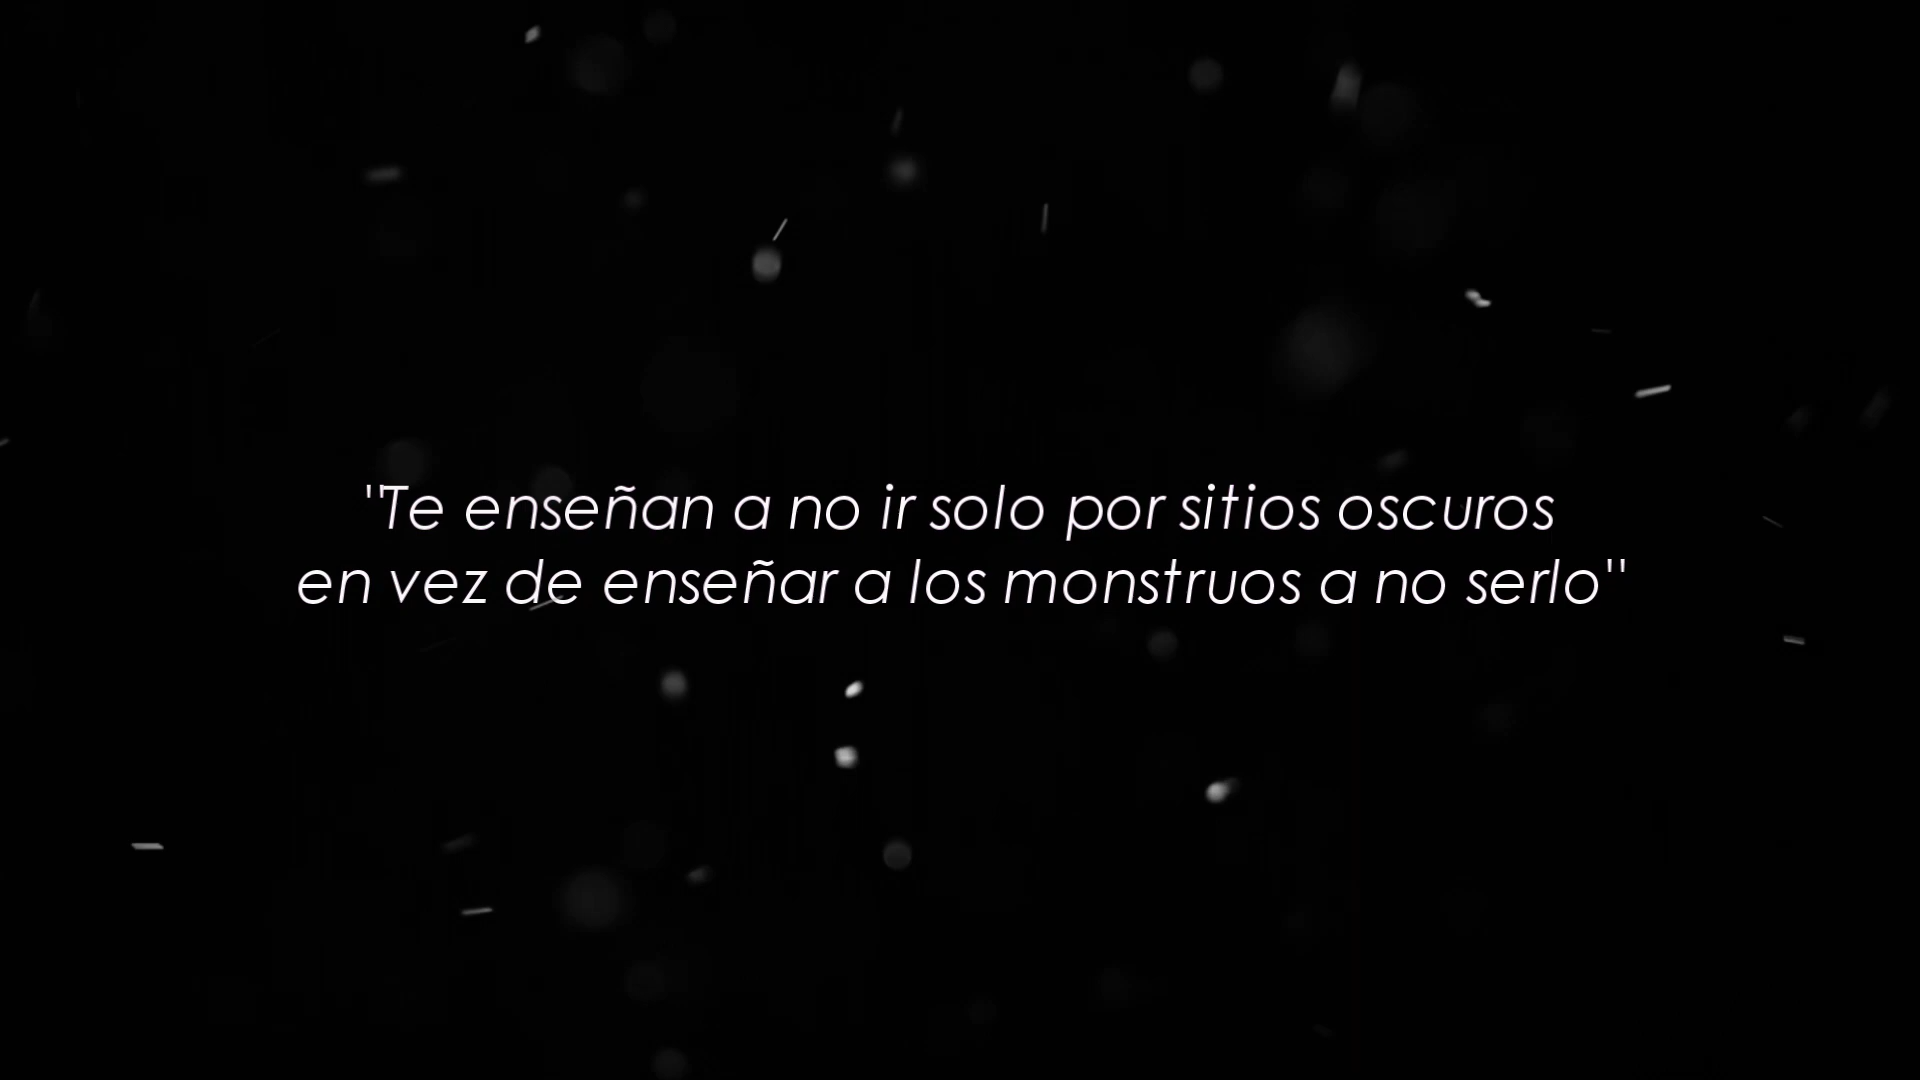 "Te enseñan a no ir solo por sitios oscuros
en vez de enseñar a los monstruos a no serlo"